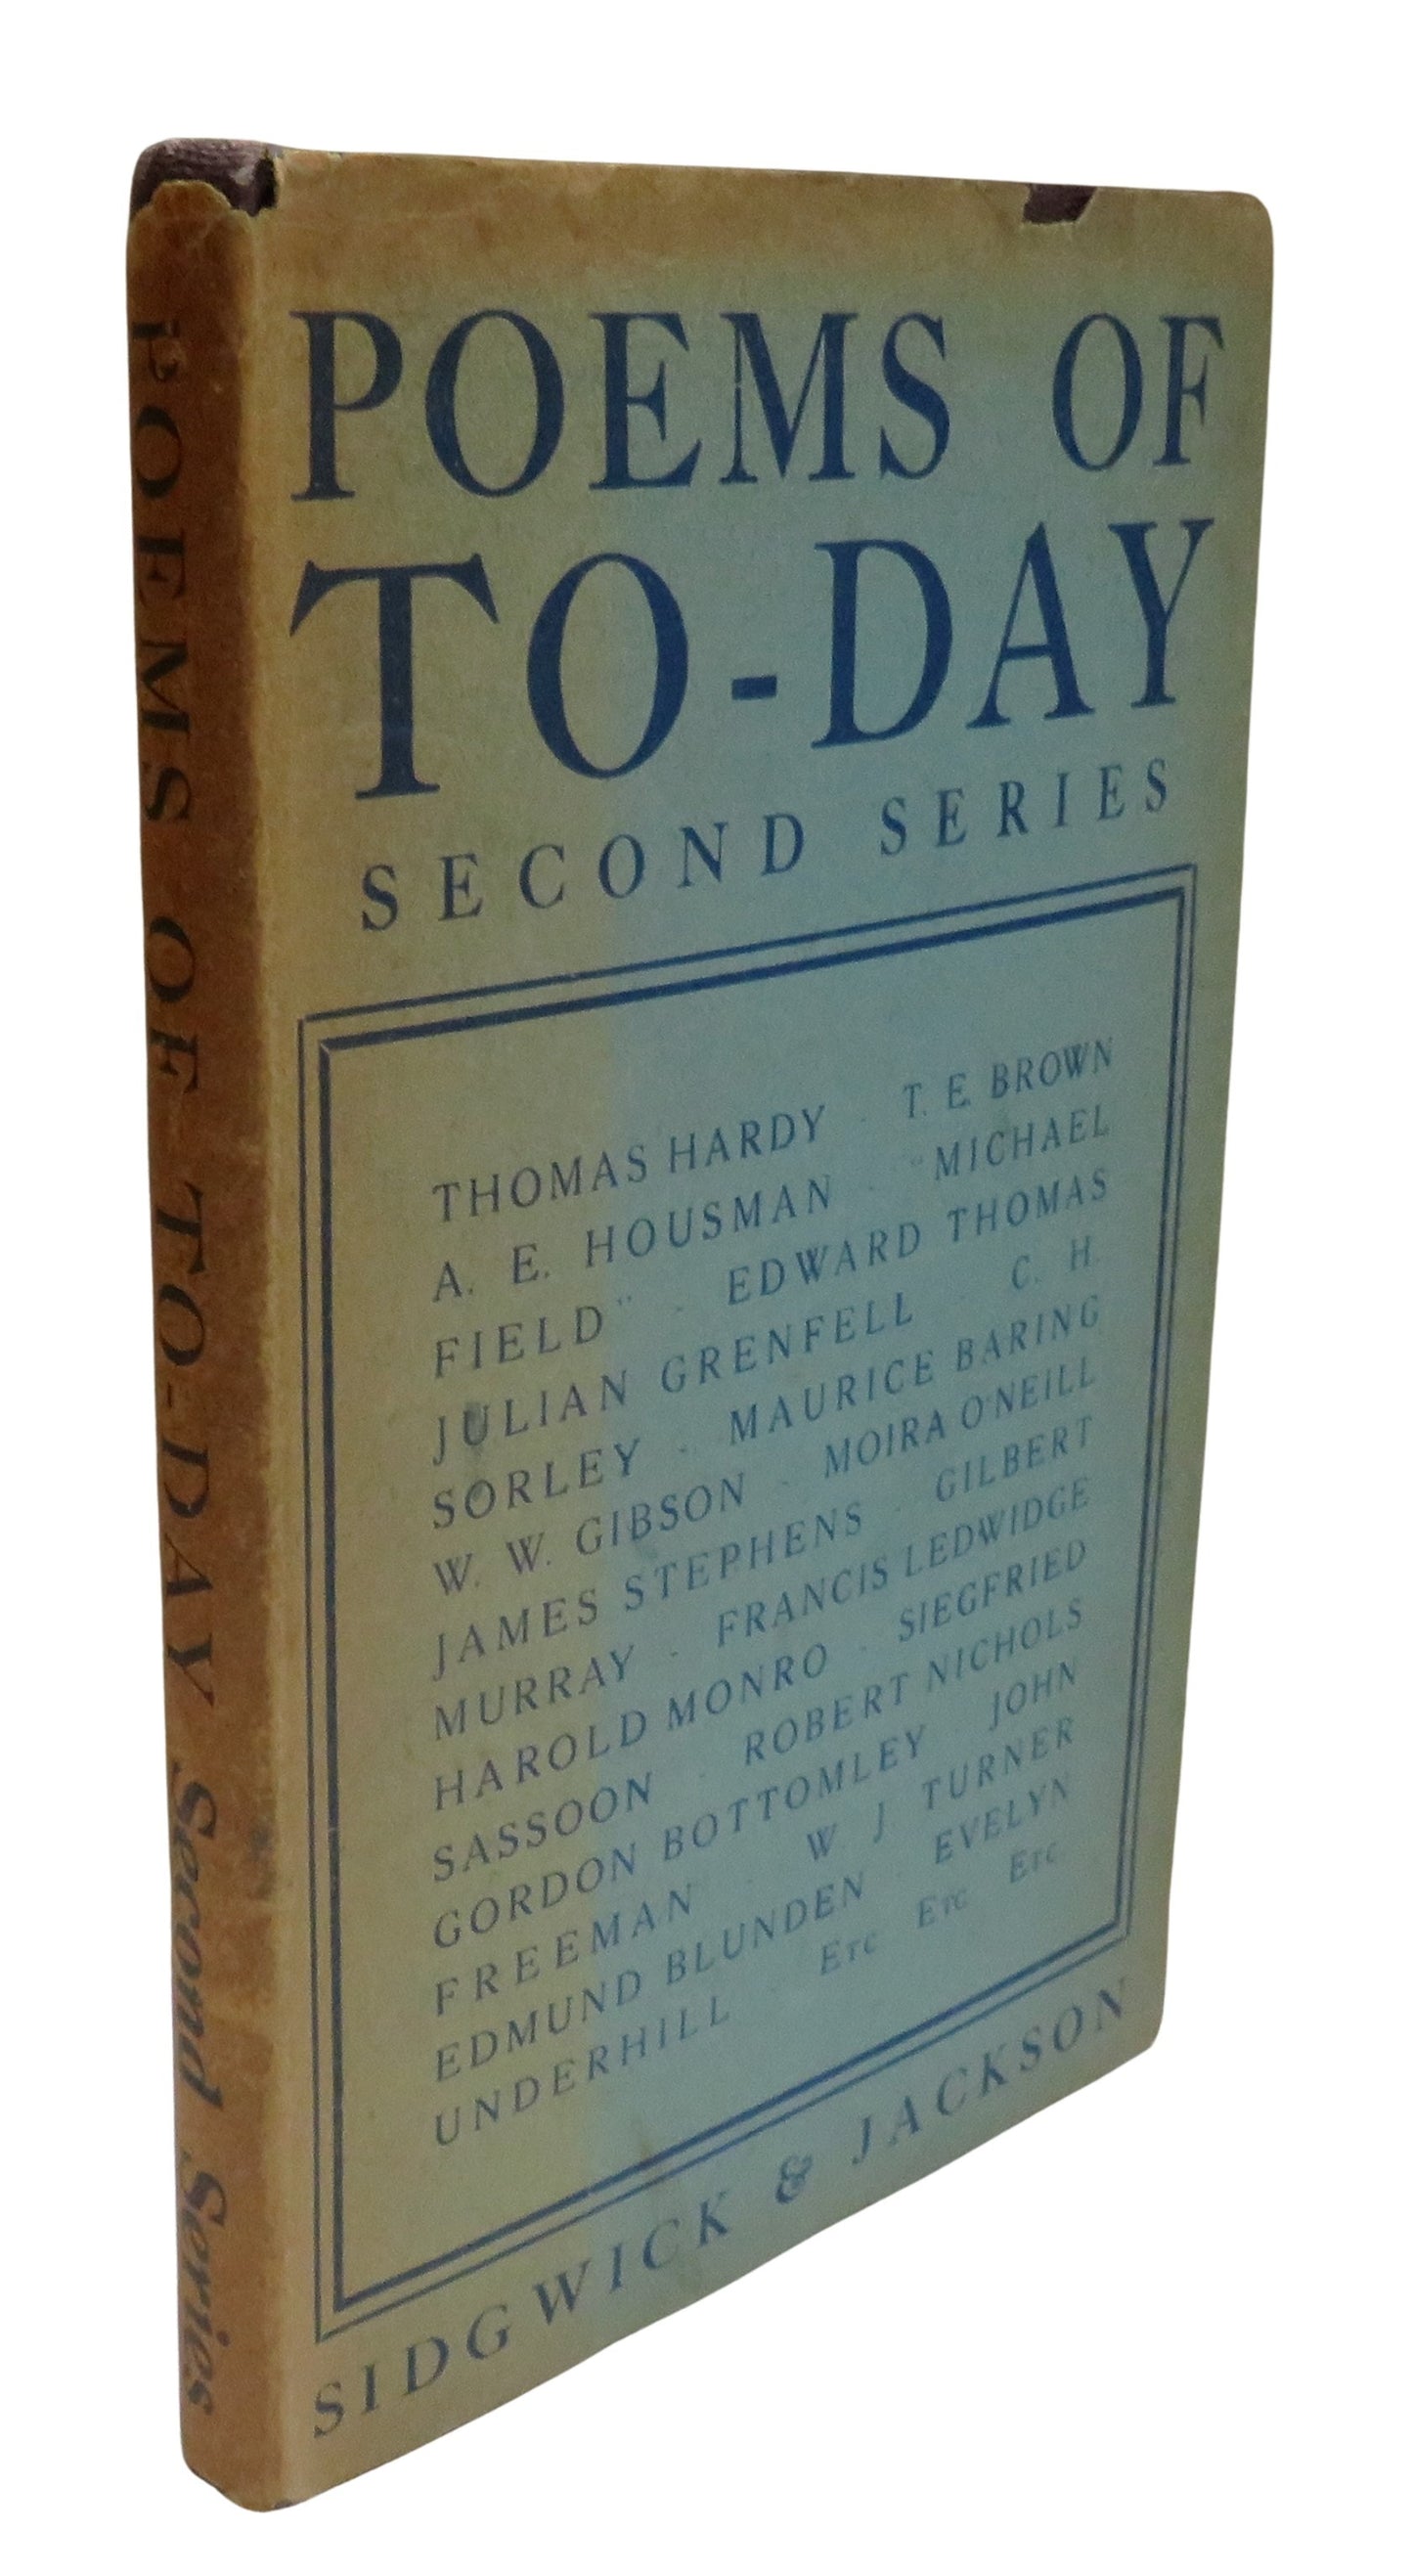 POEMS OF TO-DAY Second Series
POEMS OF
TO-DAY
SECOND SERIES
THOMAS HARDY · T. E. BROWN
A. E. HOUSMAN · "MICHAEL
FIELD" · EDWARD THOMAS
JULIAN GRENFELL · C. H.
SORLEY · MAURICE BARING
W. W. GIBSON · MOIRA O'NEILL
JAMES STEPHENS · GILBERT
MURRAY · FRANCIS LEDWIDGE
HAROLD MONRO · SIEGFRIED
SASSOON · ROBERT NICHOLS
GORDON BOTTOMLEY · JOHN
FREEMAN · W. J. TURNER
EDMUND BLUNDEN · EVELYN
UNDERHILL · ETC ETC ETC
SIDGWICK & JACKSON